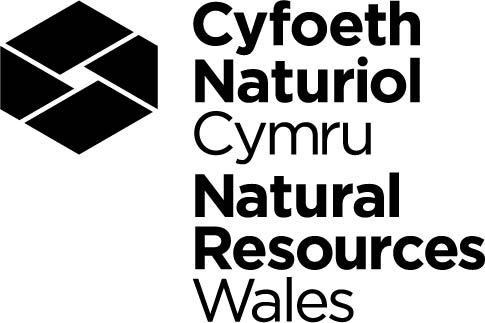 Cyfoeth
Naturiol
Cymru
Natural
Resources
Wales